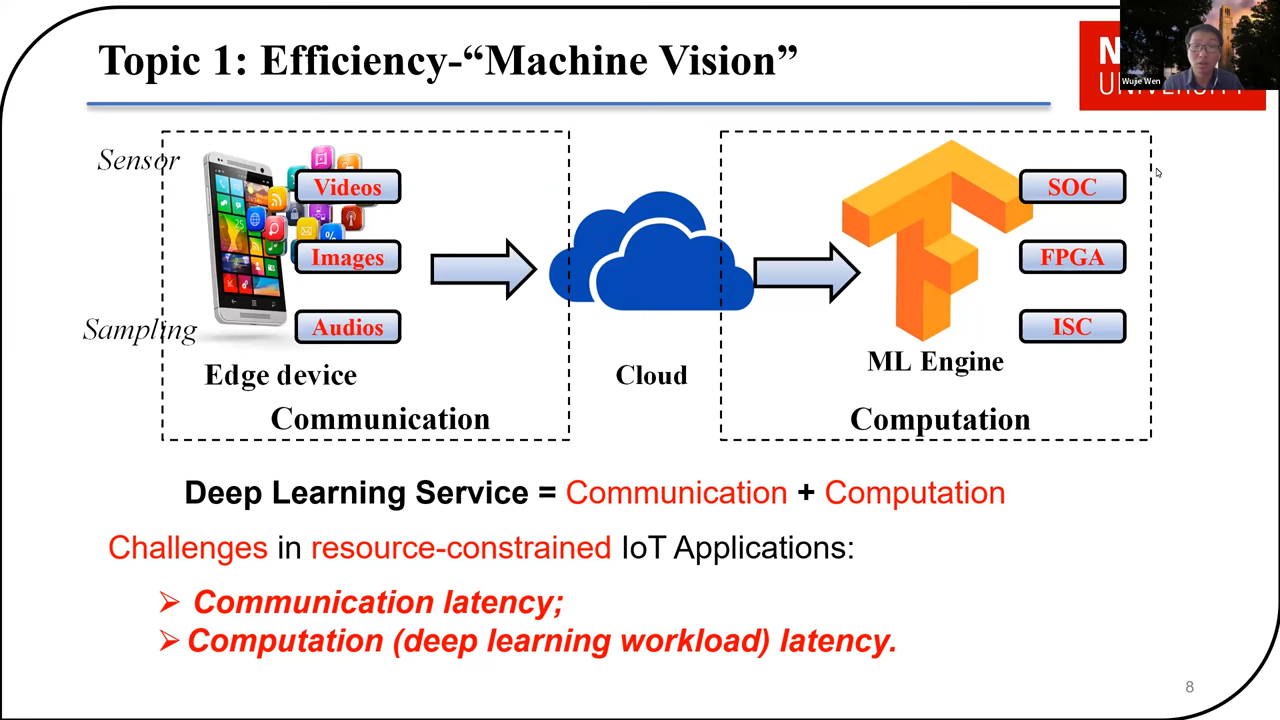 Topic 1: Efficiency-“Machine Vision”
N
UNIVERSITY
Wujie Wen
Sensor
Videos
Images
Sampling
Audios
Edge device
Communication
Cloud
SOC
FPGA
ISC
ML Engine
Computation
Deep Learning Service = Communication + Computation
Challenges in resource-constrained IoT Applications:
➢ Communication latency;
➢ Computation (deep learning workload) latency.
8